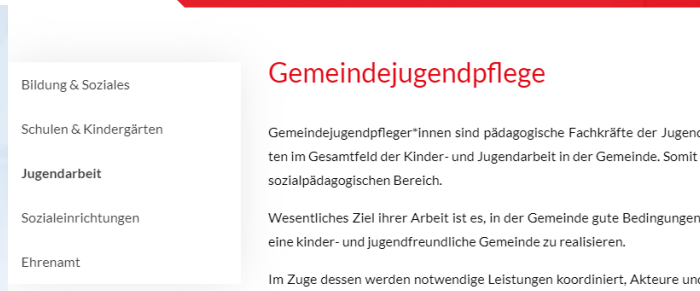 Bildung & Soziales
Schulen & Kindergärten
Jugendarbeit
Sozialeinrichtungen
Ehrenamt
Gemeindejugendpflege
Gemeindejugendpfleger*innen sind pädagogische Fachkräfte der Jugend
ten im Gesamtfeld der Kinder- und Jugendarbeit in der Gemeinde. Somit
sozialpädagogischen Bereich.
Wesentliches Ziel ihrer Arbeit ist es, in der Gemeinde gute Bedingungen
eine kinder- und jugendfreundliche Gemeinde zu realisieren.
Im Zuge dessen werden notwendige Leistungen koordiniert, Akteure und